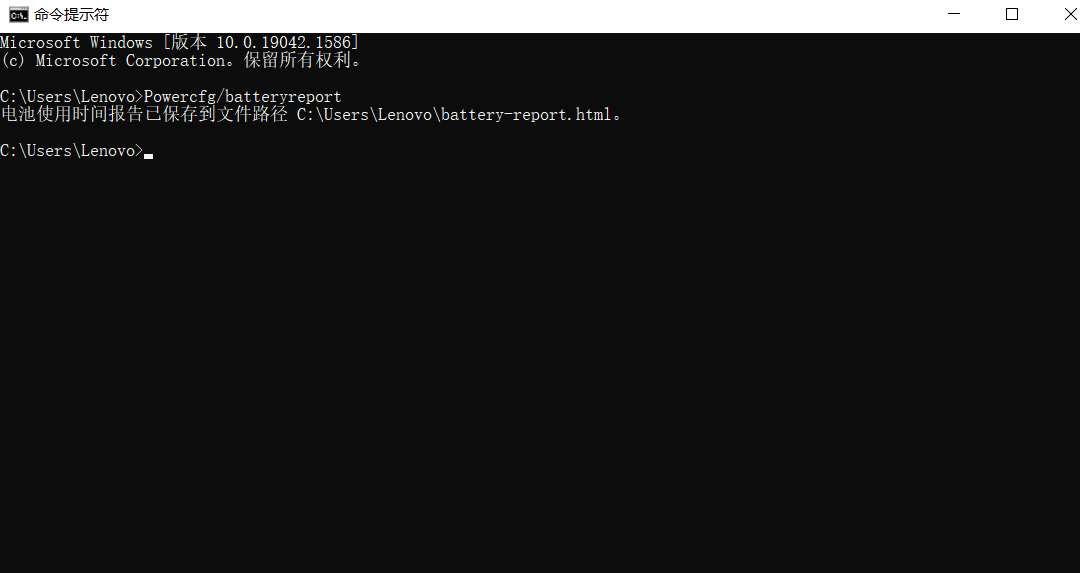 命令提示符
Microsoft Windows [版本 10.0.19042.1586]
(c) Microsoft Corporation。保留所有权利。
C:\Users\Lenovo>Powercfg/batteryreport
电池使用时间报告已保存到文件路径 C:\Users\Lenovo\battery-report.html。
C:\Users\Lenovo>